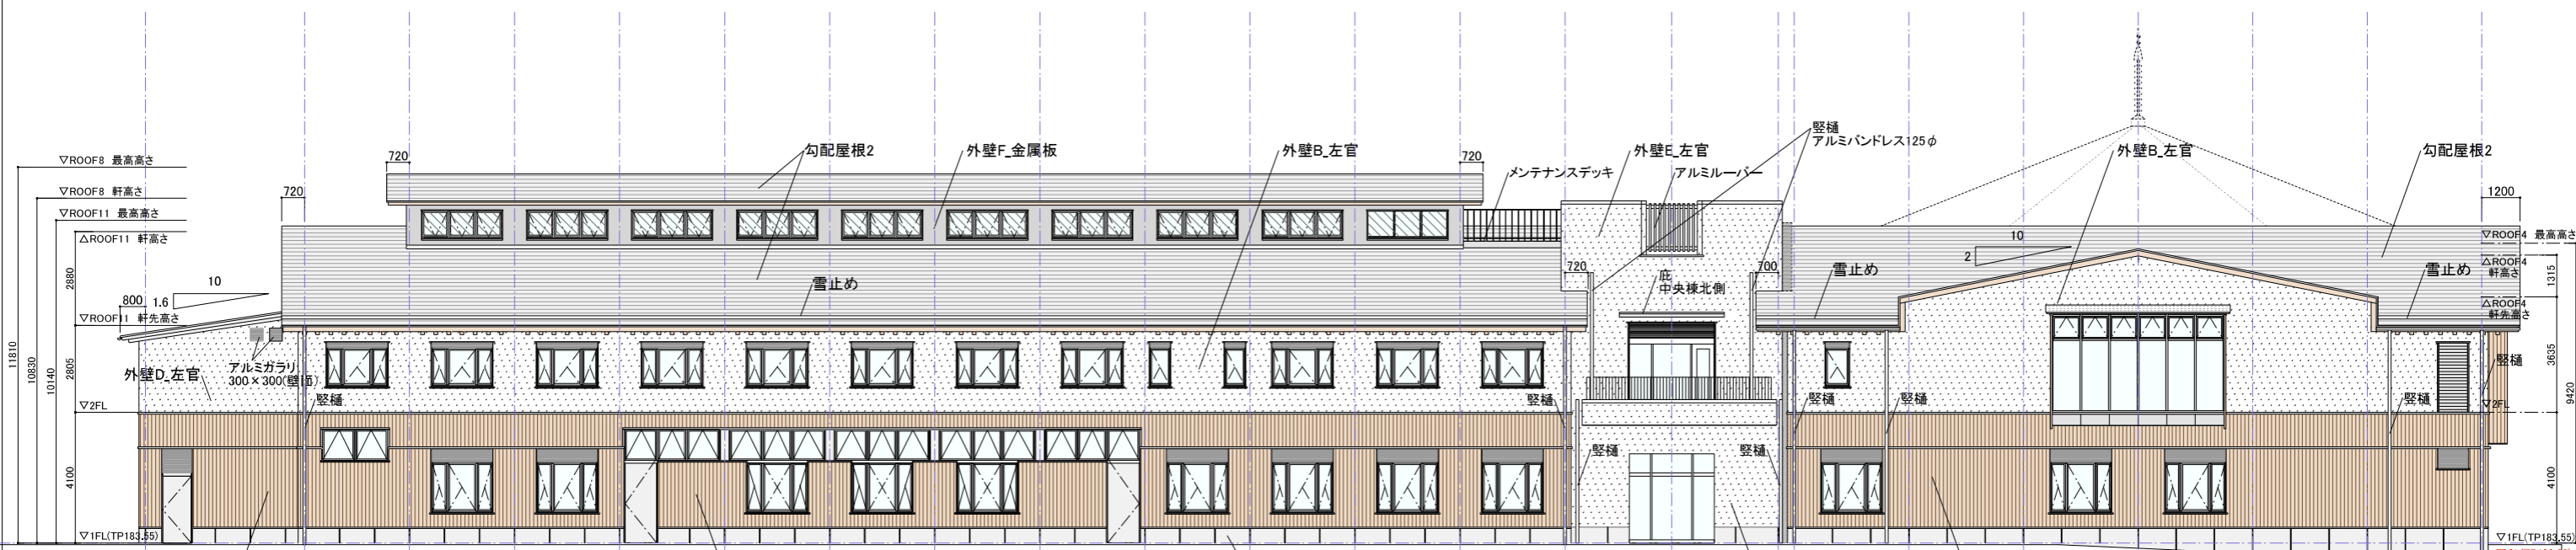 ▽ROOF8 最高高さ
▽ROOF8 軒高さ
▽ROOF11 最高高さ
△ROOF11 軒高さ
▽ROOF11 軒先高さ
▽2FL
▽1FL(TP183.55)
11810
10830
10140
2880
2805
4100
800
1.6
10
720
720
勾配屋根2
外壁F_金属板
外壁B_左官
720
メンテナンスデッキ
外壁E_左官
アルミルーバー
竪樋
アルミバンドレス125φ
外壁B_左官
勾配屋根2
1200
雪止め
720
700
庇
中央棟北側
雪止め
10
2
雪止め
アルミガラリ
300×300(壁面)
外壁D_左官
竪樋
竪樋
竪樋
竪樋
竪樋
竪樋
竪樋
竪樋
▽ROOF4 最高高さ
△ROOF4
軒高さ
△ROOF4
軒先高さ
▽2FL
▽1FL(TP183.55)
1315
3635
4100
9420